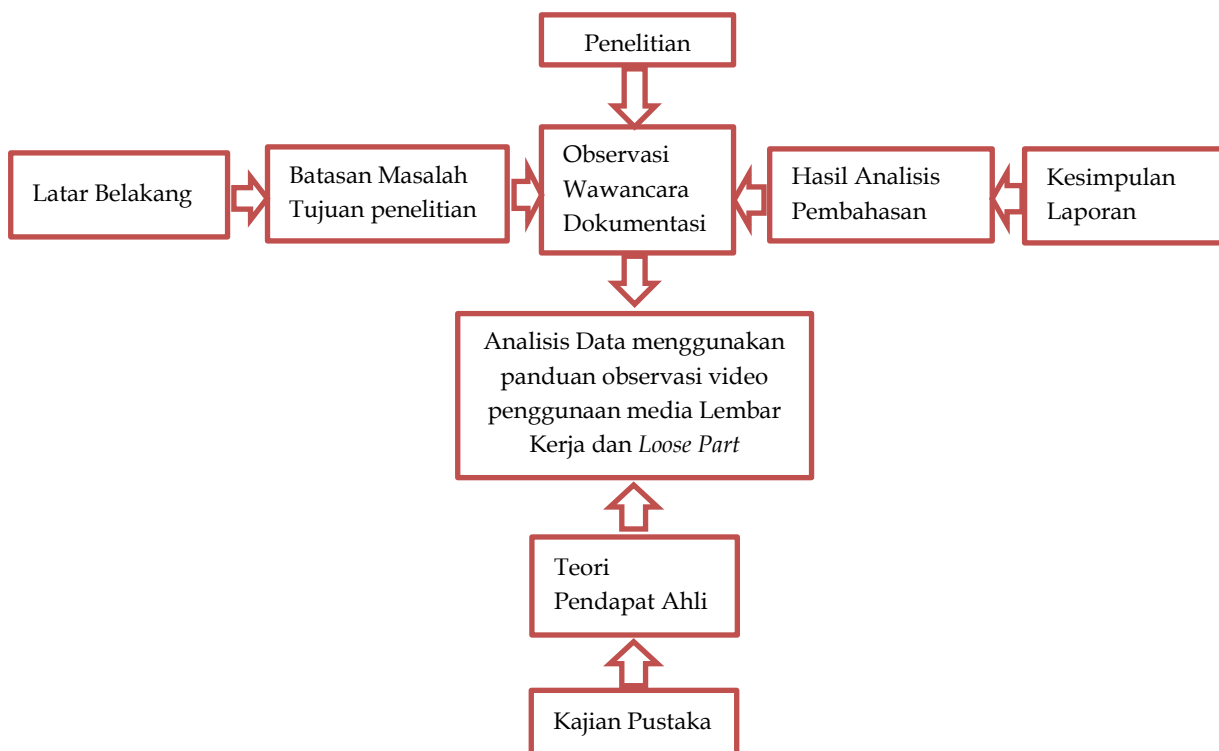 Penelitian
Latar Belakang
Batasan Masalah
Tujuan penelitian
Observasi
Wawancara
Dokumentasi
Hasil Analisis
Pembahasan
Kesimpulan
Laporan
Analisis Data menggunakan
panduan observasi video
penggunaan media Lembar
Kerja dan Loose Part
Teori
Pendapat Ahli
Kajian Pustaka